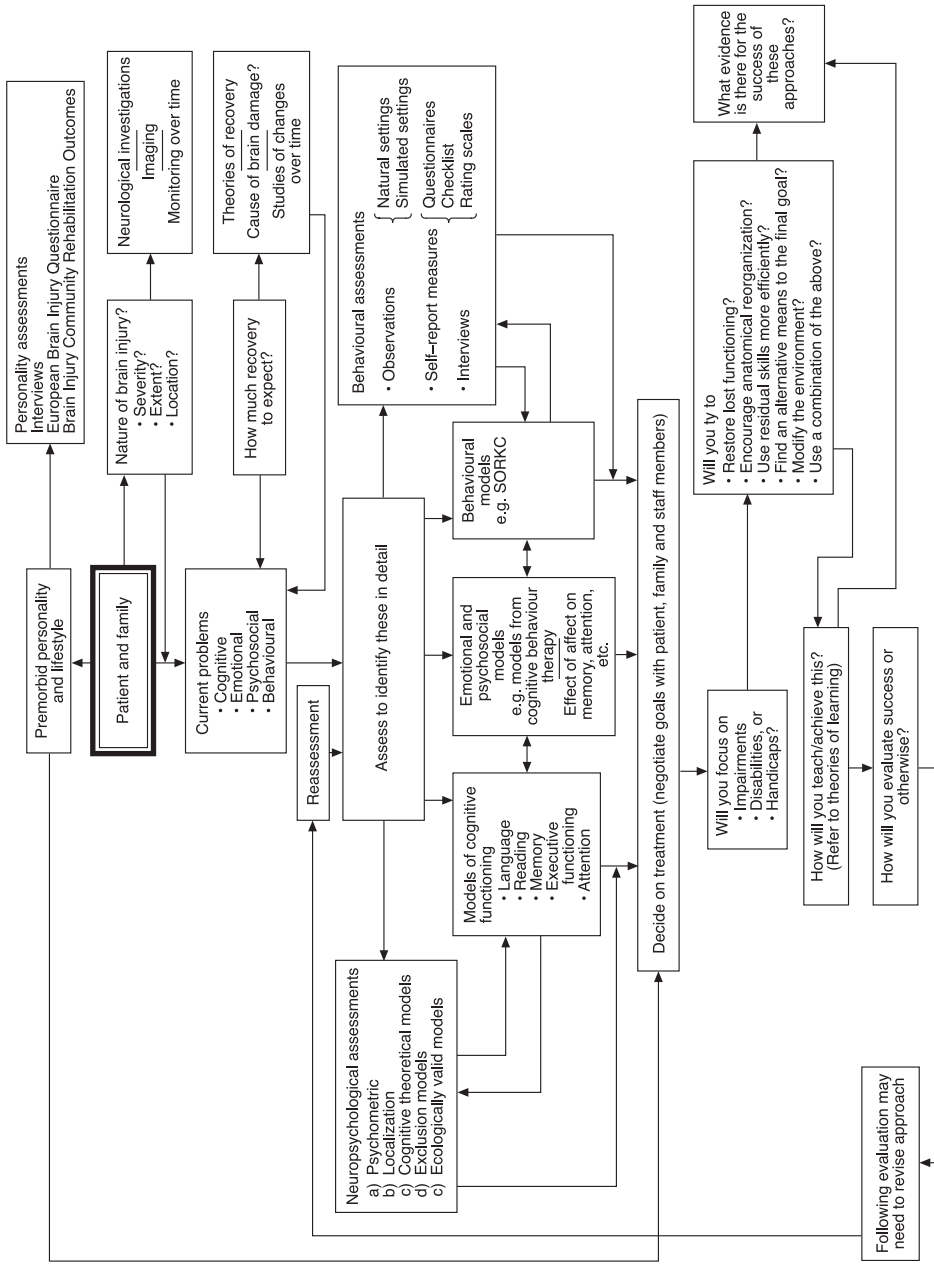 Personality assessments
Interviews
European Brain Injury Questionnaire
Brain Injury Community Rehabilitation Outcomes
Premorbid personality
and lifestyle
Patient and family
Nature of brain injury?
• Severity?
• Extent?
• Location?
Neurological investigations
Imaging
Monitoring over time
Current problems
• Cognitive
• Emotional
• Psychosocial
• Behavioural
How much recovery
to expect?
Theories of recovery
Cause of brain damage?
Studies of changes
over time
Reassessment
Assess to identify these in detail
Neuropsychological assessments
a) Psychometric
b) Localization
c) Cognitive theoretical models
d) Exclusion models
c) Ecologically valid models
Models of cognitive
functioning
• Language
• Reading
• Memory
• Executive
functioning
• Attention
Emotional and
psychosocial
models
e.g. models from
cognitive behaviour
therapy
Effect of affect on
memory, attention,
etc.
Behavioural
models
e.g. SORKC
Behavioural assessments
• Observations
Natural settings
Simulated settings
• Self–report measures
Questionnaires
Checklist
Rating scales
• Interviews
Decide on treatment (negotiate goals with patient, family and staff members)
Will you focus on
• Impairments
• Disabilities, or
• Handicaps?
Will you ty to
• Restore lost functioning?
• Encourage anatomical reorganization?
• Use residual skills more efficiently?
• Find an alternative means to the final goal?
• Modify the environment?
• Use a combination of the above?
What evidence
is there for the
success of
these
approaches?
How will you teach/achieve this?
(Refer to theories of learning)
How will you evaluate success or
otherwise?
Following evaluation may
need to revise approach